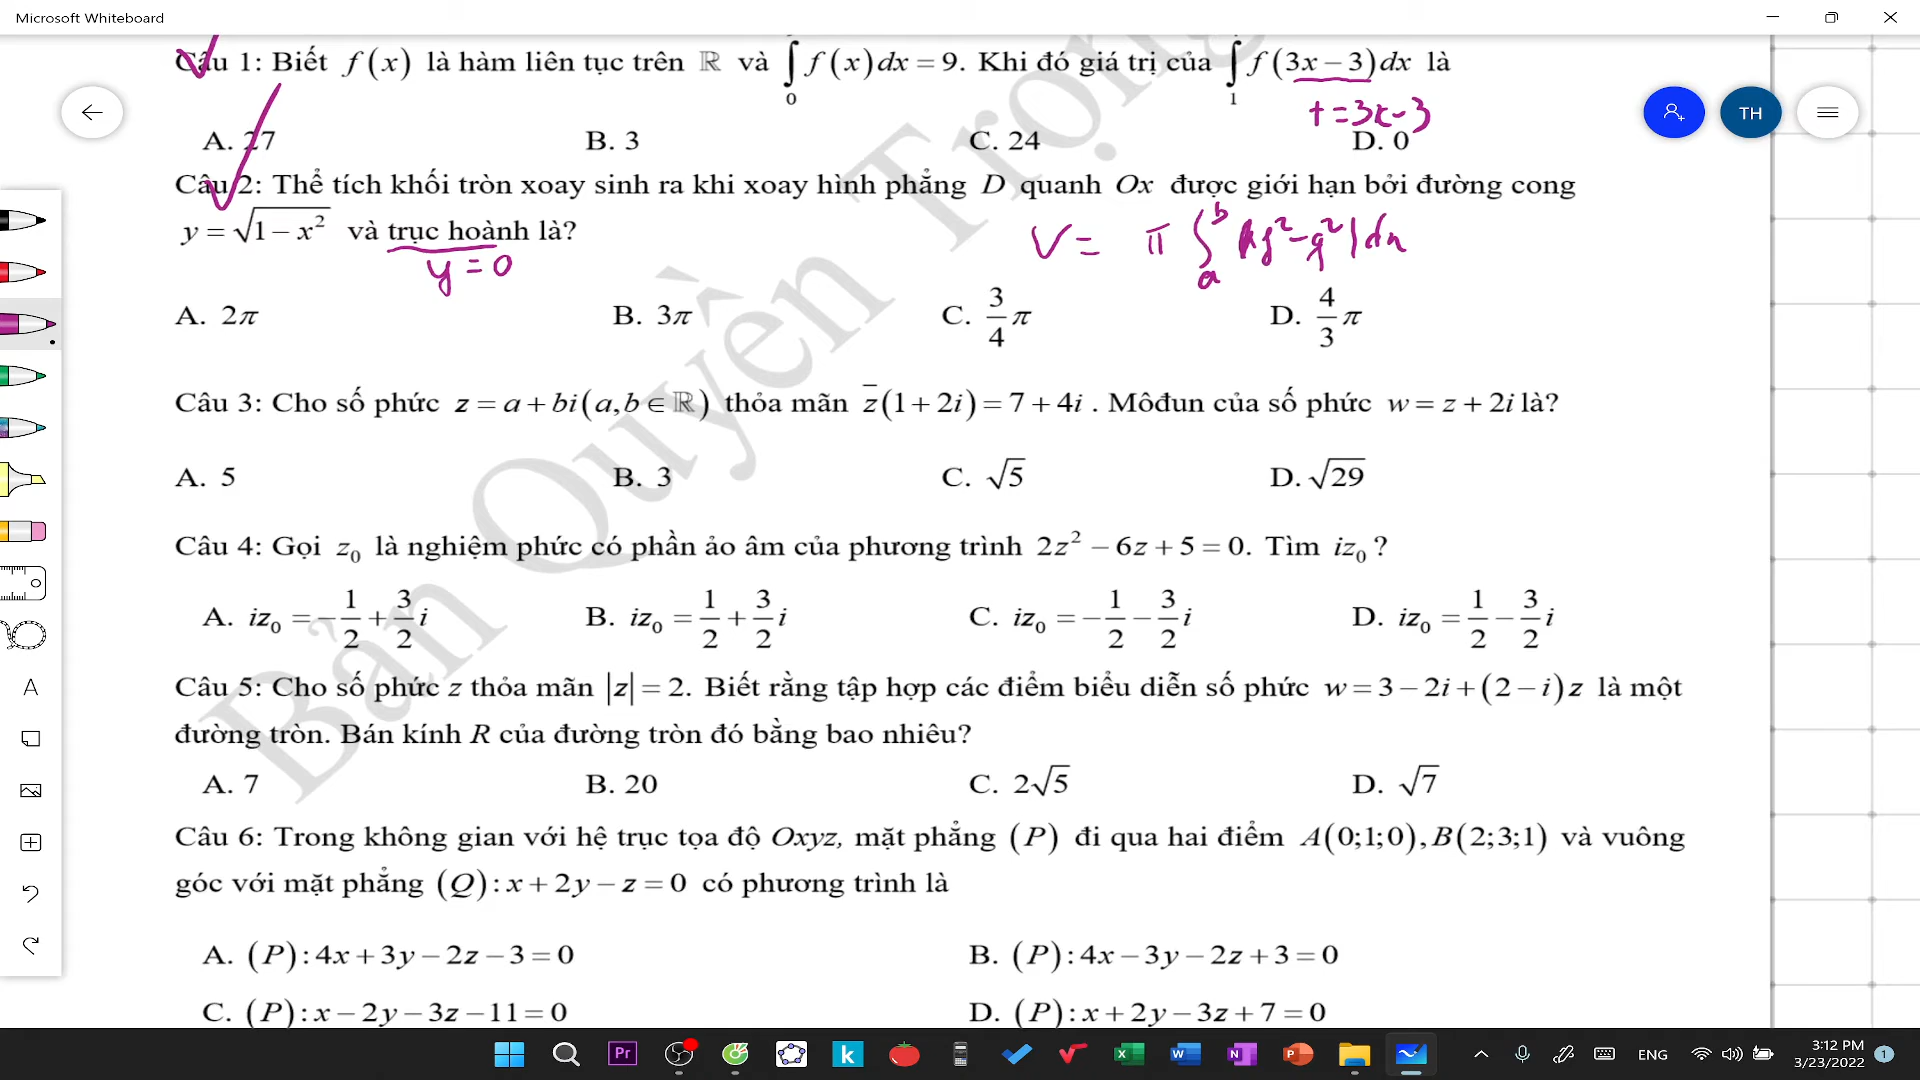 Microsoft Whiteboard
Câu 1: Biết f(x) là hàm liên tục trên ℝ và ∫₀ f(x)dx = 9. Khi đó giá trị của ∫₁ f(3x − 3)dx là
t = 3x − 3
A. 27 B. 3 C. 24 D. 0
Câu 2: Thể tích khối tròn xoay sinh ra khi xoay hình phẳng D quanh Ox được giới hạn bởi đường cong
y = √(1 − x²) và trục hoành là?
y = 0
V = π ∫ₐᵇ |f² − g²| dx
A. 2π B. 3π C. 3/4 π D. 4/3 π
Câu 3: Cho số phức z = a + bi (a, b ∈ ℝ) thỏa mãn z̄(1 + 2i) = 7 + 4i . Môđun của số phức w = z + 2i là?
A. 5 B. 3 C. √5 D. √29
Câu 4: Gọi z₀ là nghiệm phức có phần ảo âm của phương trình 2z² − 6z + 5 = 0. Tìm iz₀ ?
A. iz₀ = −1/2 + 3/2 i B. iz₀ = 1/2 + 3/2 i C. iz₀ = −1/2 − 3/2 i D. iz₀ = 1/2 − 3/2 i
Câu 5: Cho số phức z thỏa mãn |z| = 2. Biết rằng tập hợp các điểm biểu diễn số phức w = 3 − 2i + (2 − i)z là một
đường tròn. Bán kính R của đường tròn đó bằng bao nhiêu?
A. 7 B. 20 C. 2√5 D. √7
Câu 6: Trong không gian với hệ trục tọa độ Oxyz, mặt phẳng (P) đi qua hai điểm A(0;1;0), B(2;3;1) và vuông
góc với mặt phẳng (Q): x + 2y − z = 0 có phương trình là
A. (P): 4x + 3y − 2z − 3 = 0 B. (P): 4x − 3y − 2z + 3 = 0
C. (P): x − 2y − 3z − 11 = 0 D. (P): x + 2y − 3z + 7 = 0
Bản Quyền Trọng
TH
A
Pr
k
ENG
3:12 PM
3/23/2022
1